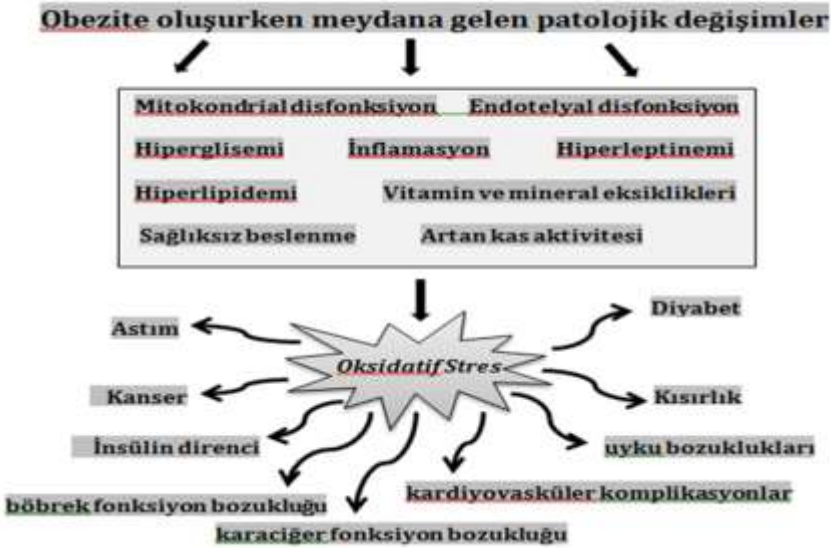 Obezite oluşurken meydana gelen patolojik değişimler
Mitokondrial disfonksiyon Endotelyal disfonksiyon
Hiperglisemi İnflamasyon Hiperleptinemi
Hiperlipidemi Vitamin ve mineral eksiklikleri
Sağlıksız beslenme Artan kas aktivitesi
Diyabet
Astım
Oksidatif Stres
Kanser Kısırlık
İnsülin direnci uyku bozuklukları
böbrek fonksiyon bozukluğu kardiyovasküler komplikasyonlar
karaciğer fonksiyon bozukluğu